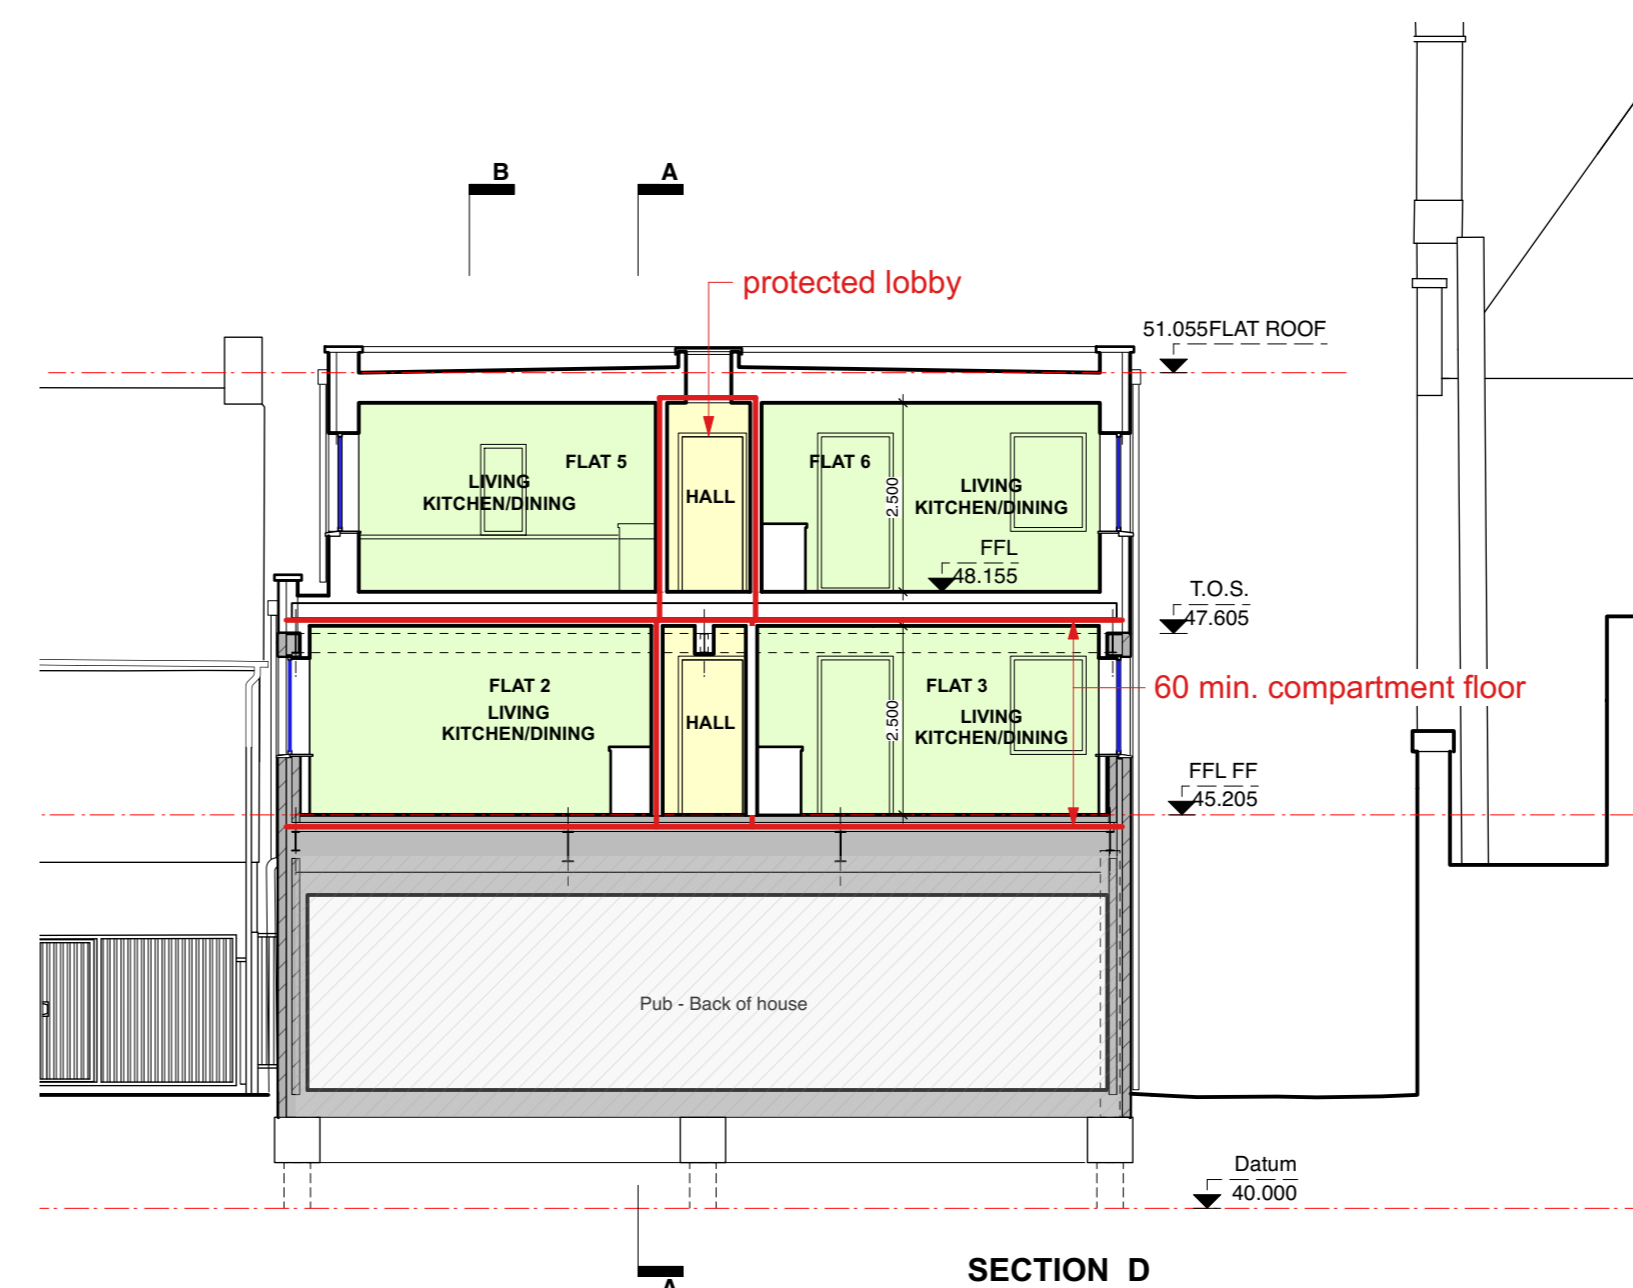 B
A
protected lobby
51.055FLAT ROOF
FLAT 5
LIVING
KITCHEN/DINING
HALL
FLAT 6
LIVING
KITCHEN/DINING
2.500
FFL
48.155
T.O.S.
47.605
FLAT 2
LIVING
KITCHEN/DINING
HALL
FLAT 3
LIVING
KITCHEN/DINING
2.500
60 min. compartment floor
FFL FF
45.205
Pub - Back of house
Datum
40.000
SECTION D
A